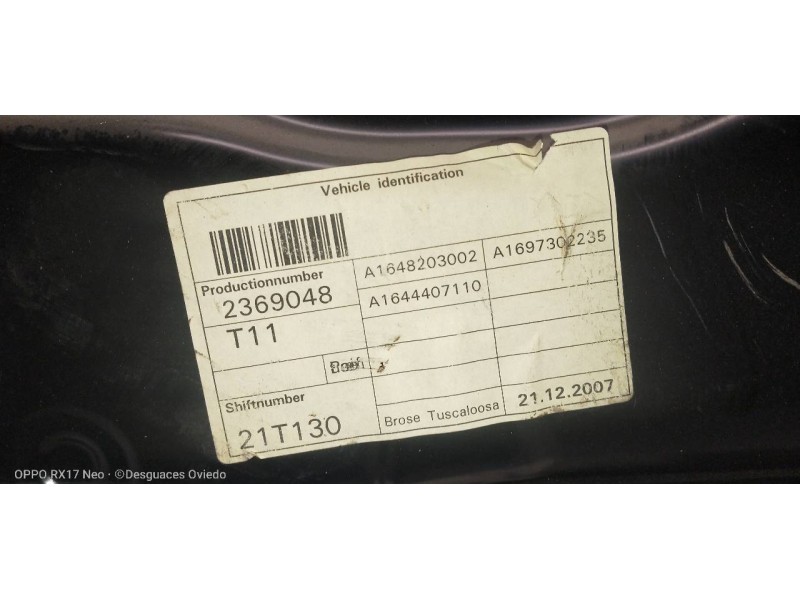 Vehicle identification
Productionnumber
A1648203002 A1697302235
2369048
A1644407110
T11
Shiftnumber
21T130
Brose Tuscaloosa
21.12.2007
OPPO RX17 Neo · ©Desguaces Oviedo